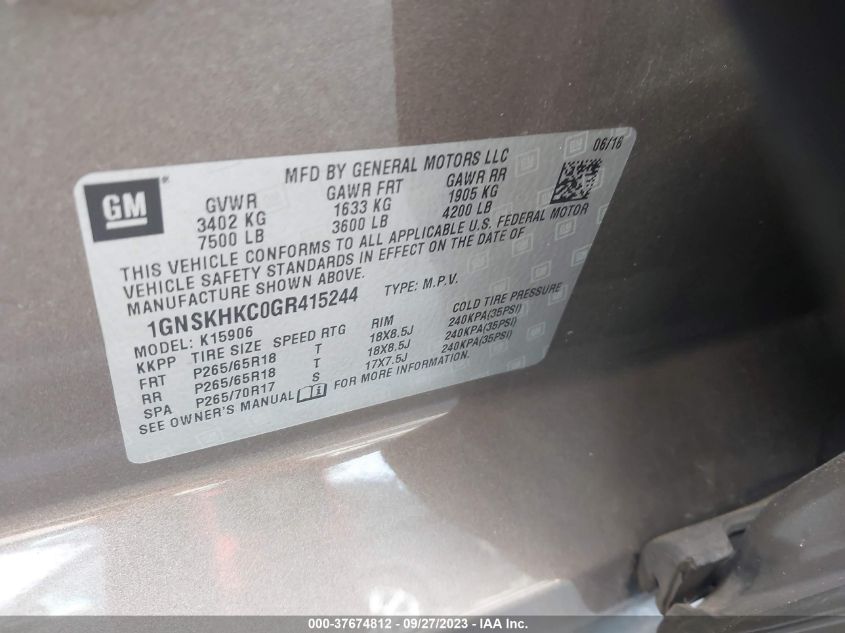 GM
MFD BY GENERAL MOTORS LLC
06/16
GVWR GAWR FRT GAWR RR
3402 KG 1633 KG 1905 KG
7500 LB 3600 LB 4200 LB
THIS VEHICLE CONFORMS TO ALL APPLICABLE U.S. FEDERAL MOTOR
VEHICLE SAFETY STANDARDS IN EFFECT ON THE DATE OF
MANUFACTURE SHOWN ABOVE.
1GNSKHKC0GR415244 TYPE: M.P.V.
MODEL: K15906
KKPP TIRE SIZE SPEED RTG RIM COLD TIRE PRESSURE
FRT P265/65R18 T 18X8.5J 240KPA(35PSI)
RR P265/65R18 T 18X8.5J 240KPA(35PSI)
SPA P265/70R17 S 17X7.5J 240KPA(35PSI)
SEE OWNER'S MANUAL FOR MORE INFORMATION.
000-37674812 - 09/27/2023 - IAA Inc.